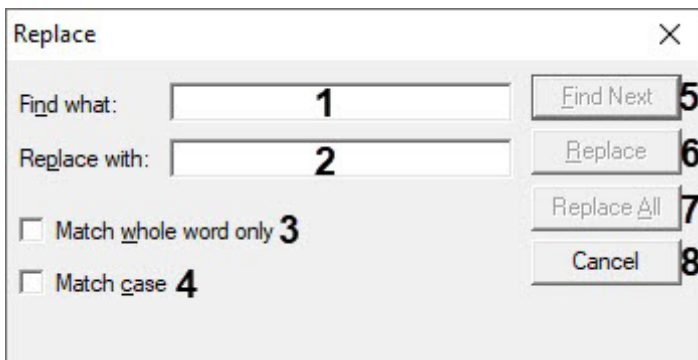 Replace
Find what: 1
Find Next 5
Replace with: 2
Replace 6
Replace All 7
Match whole word only 3
Cancel 8
Match case 4